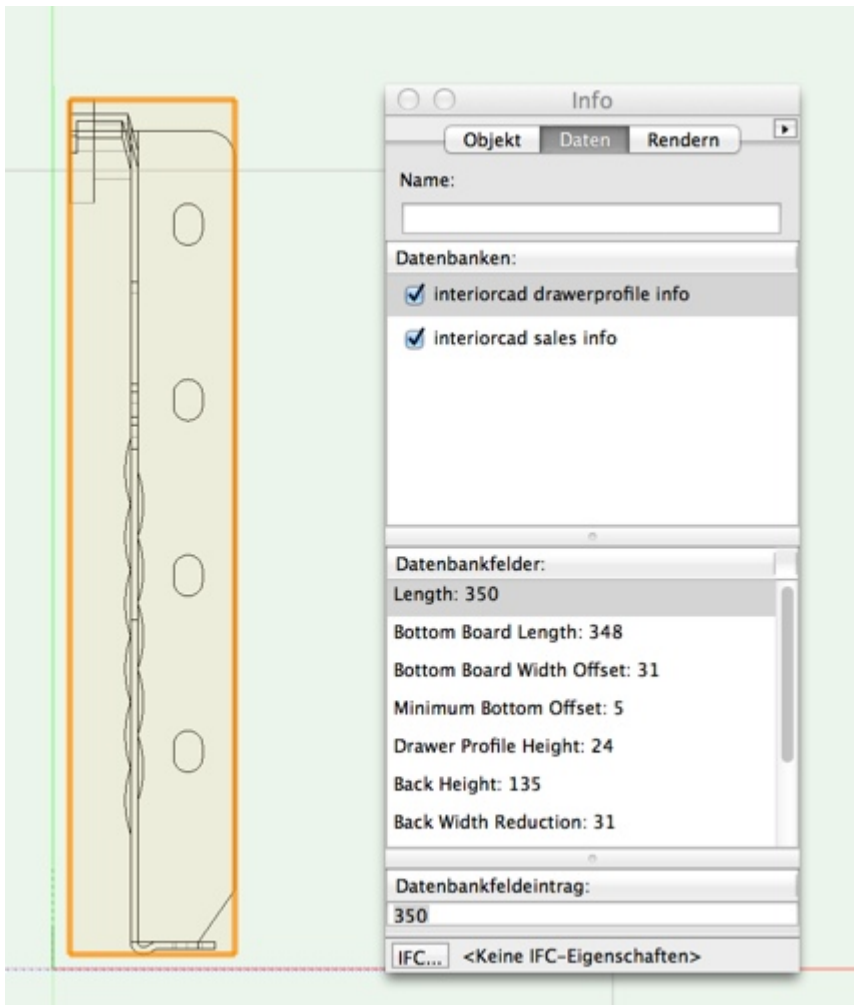 Info
Objekt Daten Rendern
Name:
Datenbanken:
interiorcad drawerprofile info
interiorcad sales info
Datenbankfelder:
Length: 350
Bottom Board Length: 348
Bottom Board Width Offset: 31
Minimum Bottom Offset: 5
Drawer Profile Height: 24
Back Height: 135
Back Width Reduction: 31
Datenbankfeldeintrag:
350
IFC... <Keine IFC-Eigenschaften>